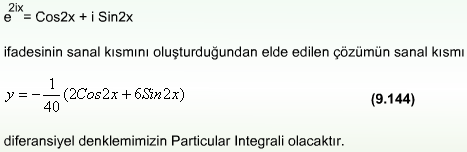 e^{2ix}= Cos2x + i Sin2x
ifadesinin sanal kısmını oluşturduğundan elde edilen çözümün sanal kısmı
y = -\frac{1}{40}(2Cos2x + 6Sin2x) (9.144)
diferansiyel denklemimizin Particular Integrali olacaktır.